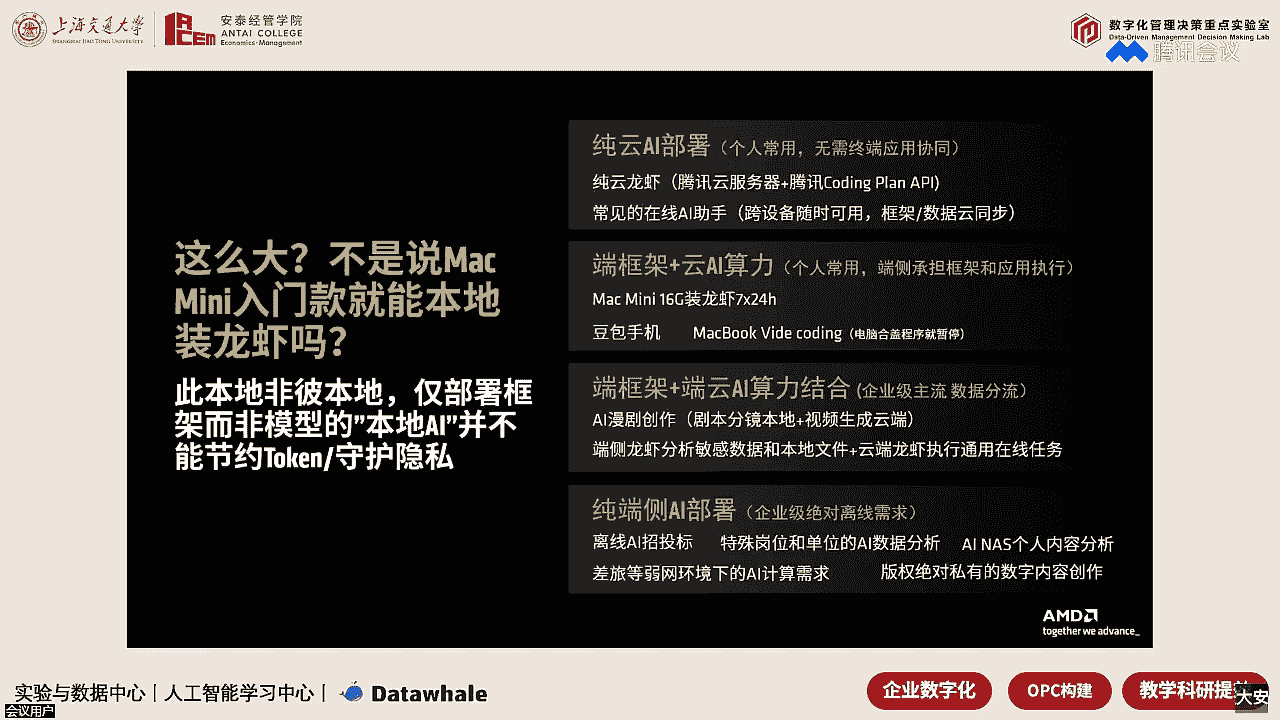 上海交通大学
SHANGHAI JIAO TONG UNIVERSITY
安泰经管学院
ANTAI COLLEGE
Economics·Management
数字化管理决策重点实验室
Data-Driven Management Decision Making Lab
腾讯会议
这么大？不是说Mac
Mini入门款就能本地
装龙虾吗？
此本地非彼本地，仅部署框
架而非模型的”本地AI”并不
能节约Token/守护隐私
纯云AI部署（个人常用，无需终端应用协同）
纯云龙虾（腾讯云服务器+腾讯Coding Plan API)
常见的在线AI助手（跨设备随时可用，框架/数据云同步）
端框架+云AI算力（个人常用，端侧承担框架和应用执行）
Mac Mini 16G装龙虾7x24h
豆包手机 MacBook Vide coding（电脑合盖程序就暂停）
端框架+端云AI算力结合 (企业级主流 数据分流）
AI漫剧创作（剧本分镜本地+视频生成云端）
端侧龙虾分析敏感数据和本地文件+云端龙虾执行通用在线任务
纯端侧AI部署（企业级绝对离线需求）
离线AI招投标 特殊岗位和单位的AI数据分析 AI NAS个人内容分析
差旅等弱网环境下的AI计算需求 版权绝对私有的数字内容创作
AMD
together we advance_
实验与数据中心｜人工智能学习中心｜ Datawhale
企业数字化 OPC构建 教学科研提
大安
会议用户